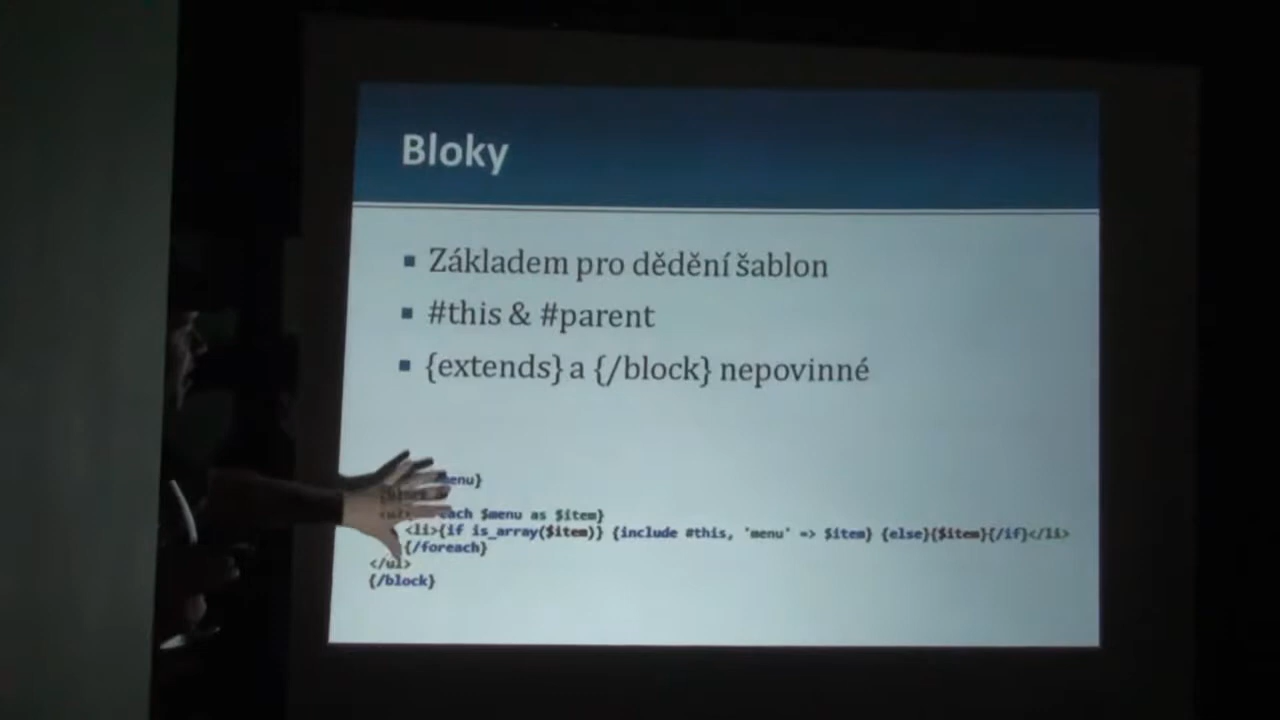 Bloky
Základem pro dědění šablon
#this & #parent
{extends} a {/block} nepovinné
enu}
each $menu as $item}
<li>{if is_array($item)} {include #this, 'menu' => $item} {else}{$item}{/if}</li>
{/foreach}
</ul>
{/block}